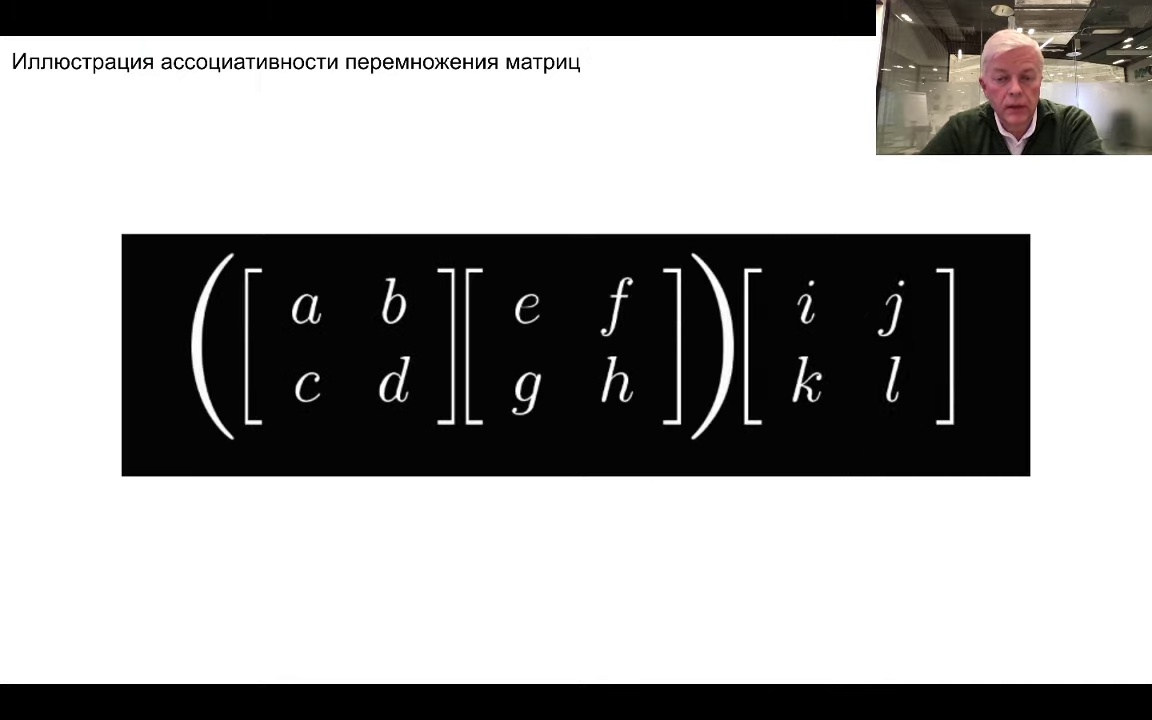 Иллюстрация ассоциативности перемножения матриц
( [ a b ] [ e f ] ) [ i j ]
c d g h k l